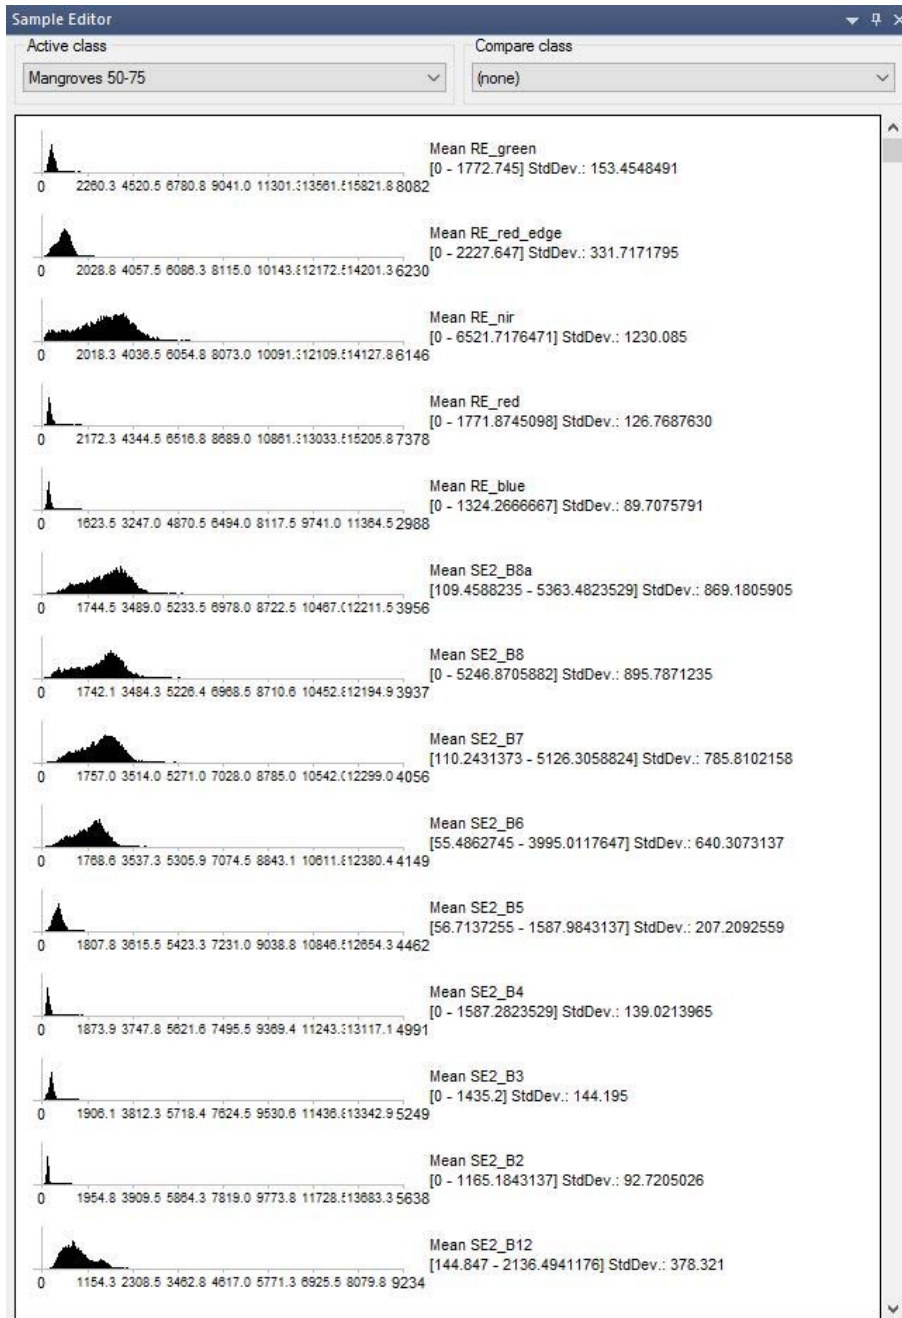 Sample Editor
Active class
Compare class
Mangroves 50-75
(none)
Mean RE_green
[0 - 1772.745] StdDev.: 153.4548491
0 2260.3 4520.5 6780.8 9041.0 11301.3 13561.5 15821.8 8082
Mean RE_red_edge
[0 - 2227.647] StdDev.: 331.7171795
0 2028.8 4057.5 6086.3 8115.0 10143.8 12172.5 14201.3 6230
Mean RE_nir
[0 - 6521.7176471] StdDev.: 1230.085
0 2018.3 4036.5 6054.8 8073.0 10091.3 12109.5 14127.8 6146
Mean RE_red
[0 - 1771.8745098] StdDev.: 126.7687630
0 2172.3 4344.5 6516.8 8689.0 10861.3 13033.5 15205.8 7378
Mean RE_blue
[0 - 1324.2666667] StdDev.: 89.7075791
0 1623.5 3247.0 4870.5 6494.0 8117.5 9741.0 11364.5 2988
Mean SE2_B8a
[109.4588235 - 5363.4823529] StdDev.: 869.1805905
0 1744.5 3489.0 5233.5 6978.0 8722.5 10467.0 12211.5 3956
Mean SE2_B8
[0 - 5246.8705882] StdDev.: 895.7871235
0 1742.1 3484.3 5226.4 6968.5 8710.6 10452.8 12194.9 3937
Mean SE2_B7
[110.2431373 - 5126.3058824] StdDev.: 785.8102158
0 1757.0 3514.0 5271.0 7028.0 8785.0 10542.0 12299.0 4056
Mean SE2_B6
[55.4862745 - 3995.0117647] StdDev.: 640.3073137
0 1768.6 3537.3 5305.9 7074.5 8843.1 10611.8 12380.4 4149
Mean SE2_B5
[56.7137255 - 1587.9843137] StdDev.: 207.2092559
0 1807.8 3615.5 5423.3 7231.0 9038.8 10846.5 12654.3 4462
Mean SE2_B4
[0 - 1587.2823529] StdDev.: 139.0213965
0 1873.9 3747.8 5621.6 7495.5 9369.4 11243.3 13117.1 4991
Mean SE2_B3
[0 - 1435.2] StdDev.: 144.195
0 1906.1 3812.3 5718.4 7624.5 9530.6 11436.8 13342.9 5249
Mean SE2_B2
[0 - 1165.1843137] StdDev.: 92.7205026
0 1954.8 3909.5 5864.3 7819.0 9773.8 11728.5 13683.3 5638
Mean SE2_B12
[144.847 - 2136.4941176] StdDev.: 378.321
0 1154.3 2308.5 3462.8 4617.0 5771.3 6925.5 8079.8 9234